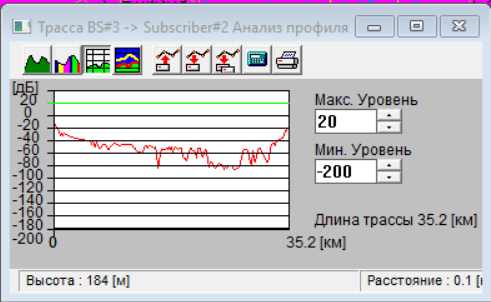 Трасса BS#3 -> Subscriber#2 Анализ профиля
[дБ]
20
0
-20
-40
-60
-80
-100
-120
-140
-160
-180
-200
0
35.2 [км]
Макс. Уровень
20
Мин. Уровень
-200
Длина трассы 35.2 [км]
Высота : 184 [м]
Расстояние : 0.1 [